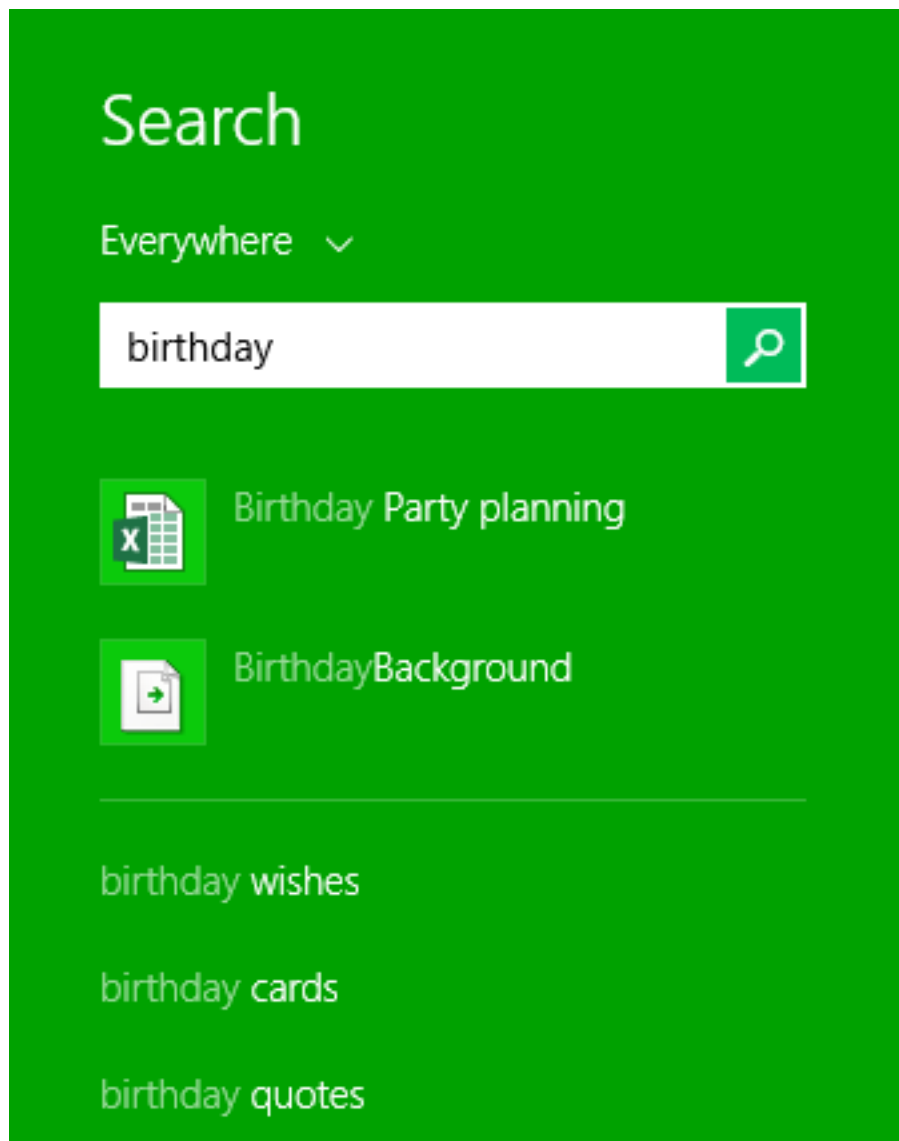 Search
Everywhere
birthday
X
Birthday Party planning
BirthdayBackground
birthday wishes
birthday cards
birthday quotes